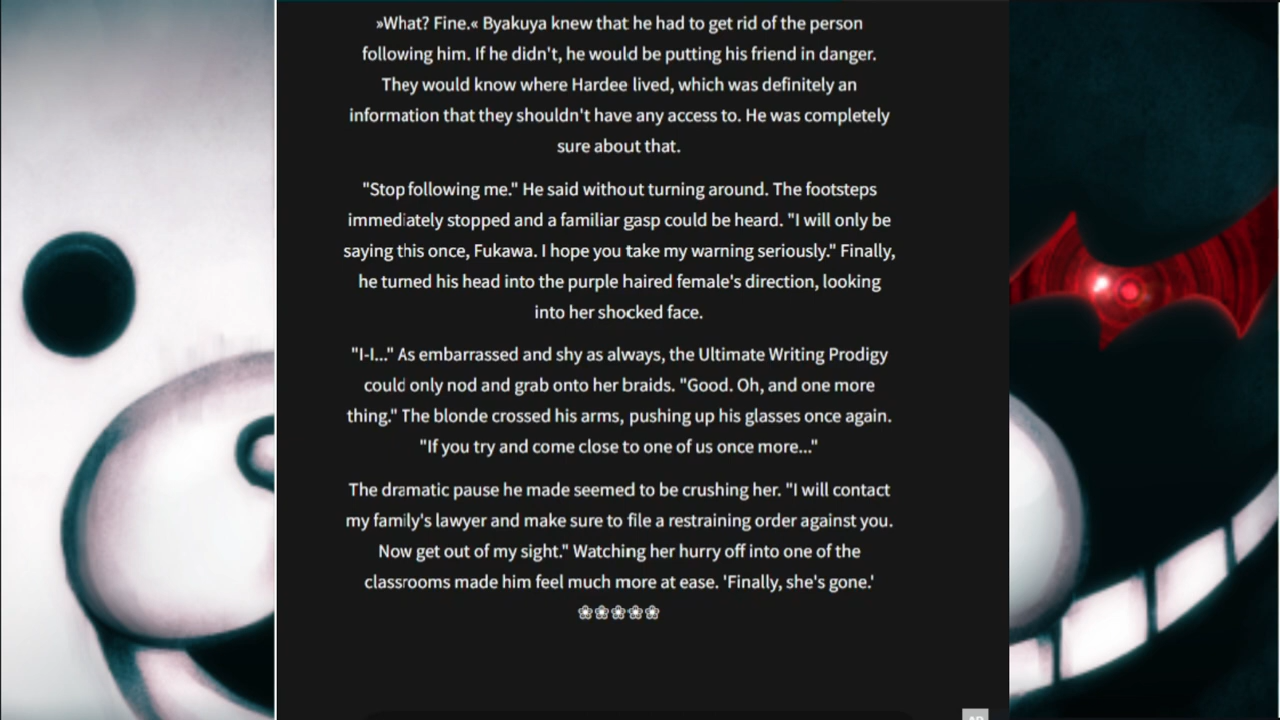 »What? Fine.« Byakuya knew that he had to get rid of the person
following him. If he didn't, he would be putting his friend in danger.
They would know where Hardee lived, which was definitely an
information that they shouldn't have any access to. He was completely
sure about that.
"Stop following me." He said without turning around. The footsteps
immediately stopped and a familiar gasp could be heard. "I will only be
saying this once, Fukawa. I hope you take my warning seriously." Finally,
he turned his head into the purple haired female's direction, looking
into her shocked face.
"I-I..." As embarrassed and shy as always, the Ultimate Writing Prodigy
could only nod and grab onto her braids. "Good. Oh, and one more
thing." The blonde crossed his arms, pushing up his glasses once again.
"If you try and come close to one of us once more..."
The dramatic pause he made seemed to be crushing her. "I will contact
my family's lawyer and make sure to file a restraining order against you.
Now get out of my sight." Watching her hurry off into one of the
classrooms made him feel much more at ease. 'Finally, she's gone.'
❀❀❀❀❀